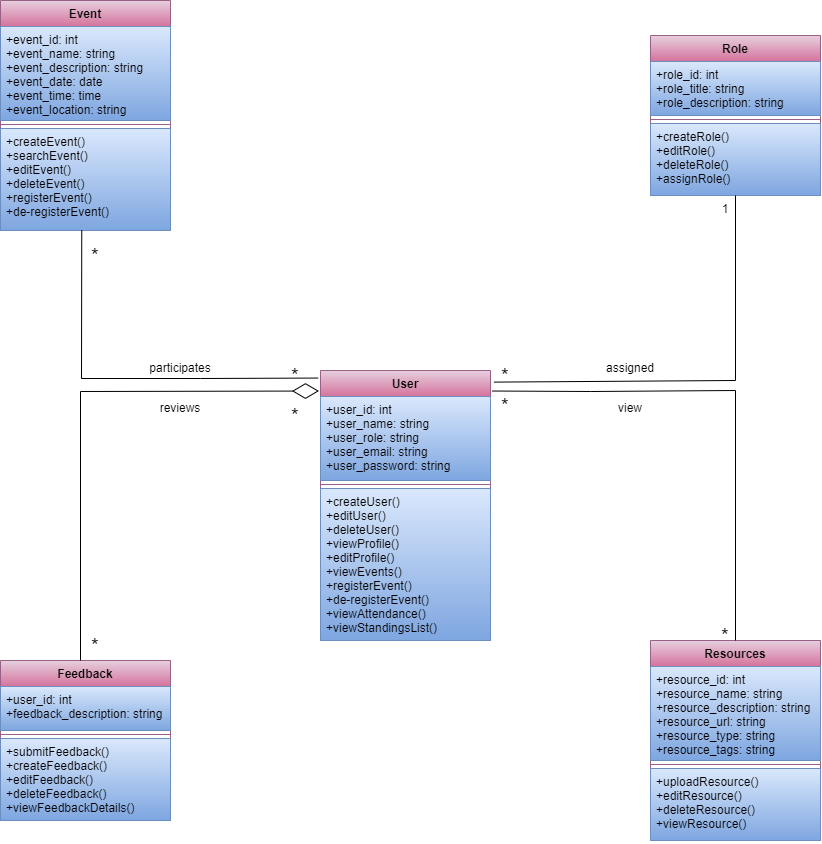 Event
+event_id: int
+event_name: string
+event_description: string
+event_date: date
+event_time: time
+event_location: string
+createEvent()
+searchEvent()
+editEvent()
+deleteEvent()
+registerEvent()
+de-registerEvent()
*
Role
+role_id: int
+role_title: string
+role_description: string
+createRole()
+editRole()
+deleteRole()
+assignRole()
1
participates
*
reviews
*
*
assigned
*
view
User
+user_id: int
+user_name: string
+user_role: string
+user_email: string
+user_password: string
+createUser()
+editUser()
+deleteUser()
+viewProfile()
+editProfile()
+viewEvents()
+registerEvent()
+de-registerEvent()
+viewAttendance()
+viewStandingsList()
*
Feedback
+user_id: int
+feedback_description: string
+submitFeedback()
+createFeedback()
+editFeedback()
+deleteFeedback()
+viewFeedbackDetails()
*
Resources
+resource_id: int
+resource_name: string
+resource_description: string
+resource_url: string
+resource_type: string
+resource_tags: string
+uploadResource()
+editResource()
+deleteResource()
+viewResource()